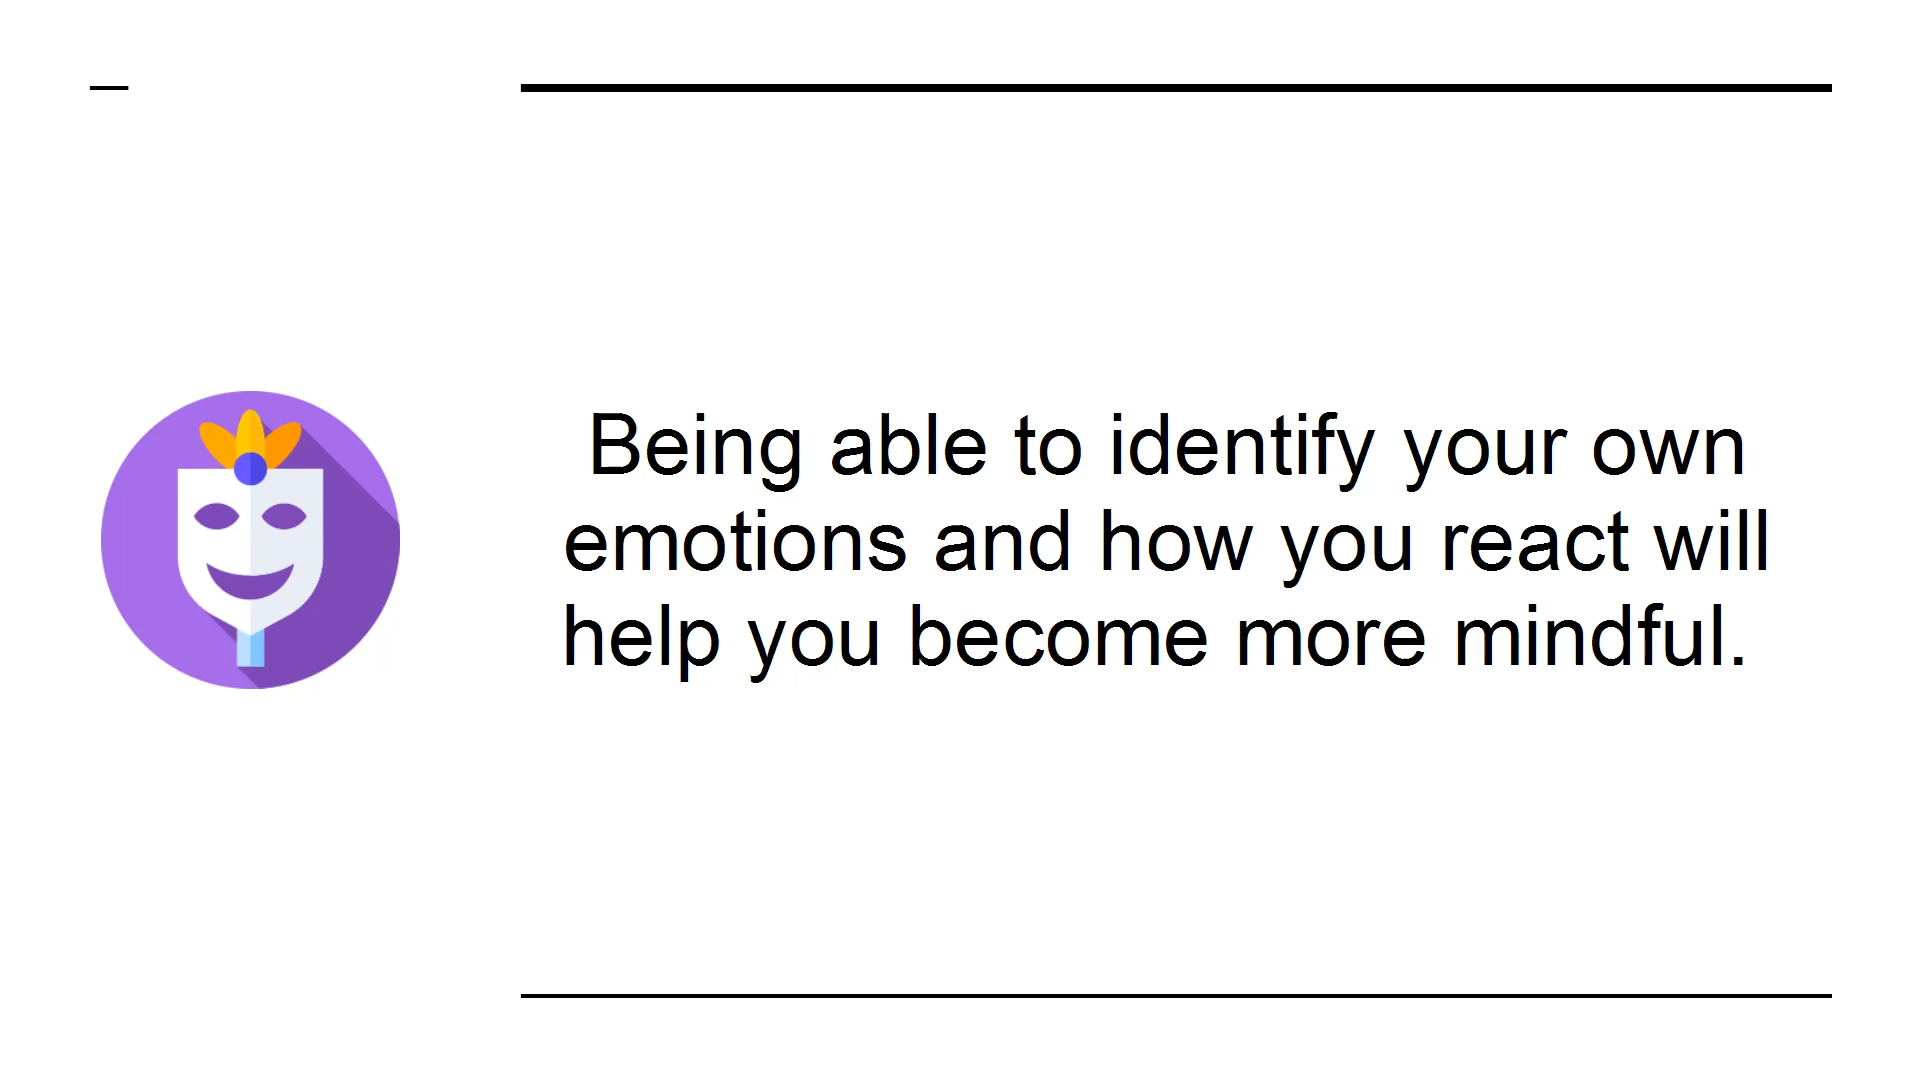 Being able to identify your own
emotions and how you react will
help you become more mindful.